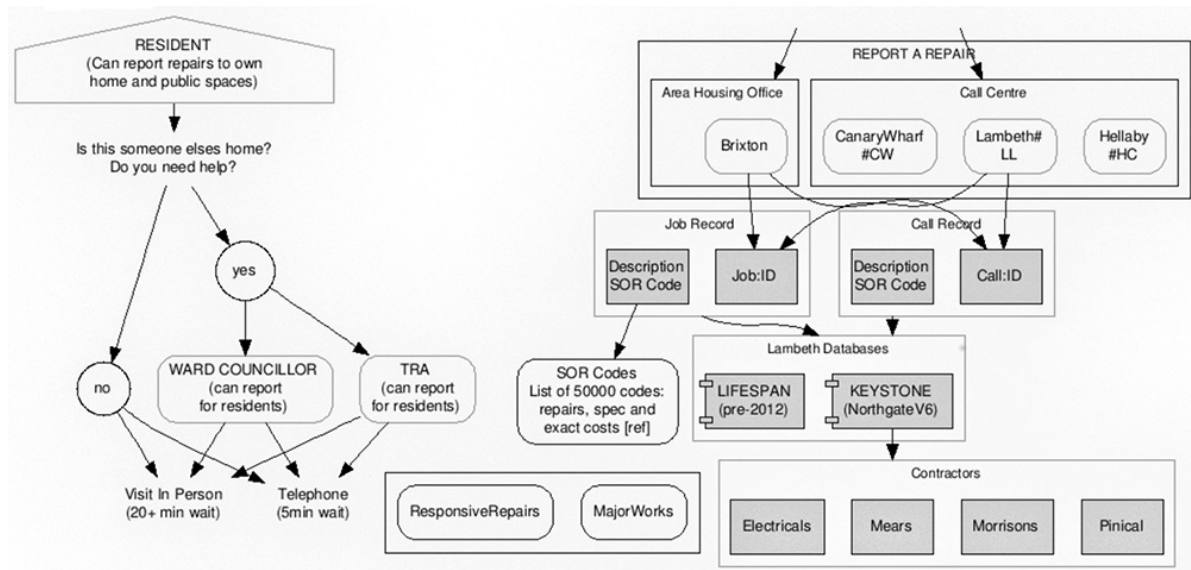 RESIDENT
(Can report repairs to own
home and public spaces)
Is this someone elses home?
Do you need help?
yes
no
WARD COUNCILLOR
(can report
for residents)
TRA
(can report
for residents)
Visit In Person
(20+ min wait)
Telephone
(5min wait)
REPORT A REPAIR
Area Housing Office
Brixton
Call Centre
CanaryWharf
#CW
Lambeth#
LL
Hellaby
#HC
Job Record
Description
SOR Code
Job:ID
Call Record
Description
SOR Code
Call:ID
SOR Codes
List of 50000 codes:
repairs, spec and
exact costs [ref]
Lambeth Databases
LIFESPAN
(pre-2012)
KEYSTONE
(NorthgateV6)
ResponsiveRepairs
MajorWorks
Contractors
Electricals
Mears
Morrisons
Pinical